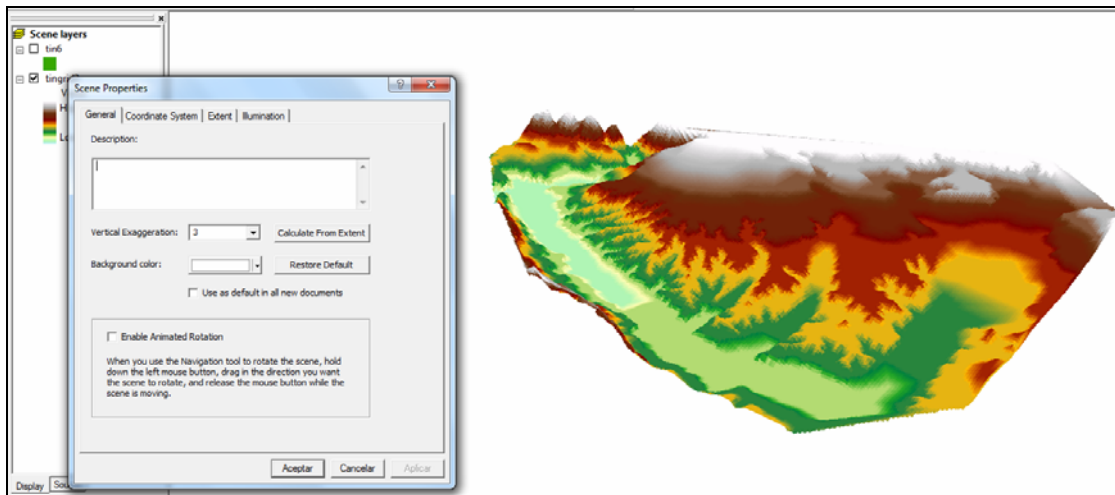 Scene layers
tin6
Scene Properties
General
Coordinate System
Extent
Illumination
Description:
Vertical Exaggeration:
3
Calculate From Extent
Background color:
Restore Default
Use as default in all new documents
Enable Animated Rotation
When you use the Navigation tool to rotate the scene, hold
down the left mouse button, drag in the direction you want
the scene to rotate, and release the mouse button while the
scene is moving.
Aceptar
Cancelar
Aplicar
Display